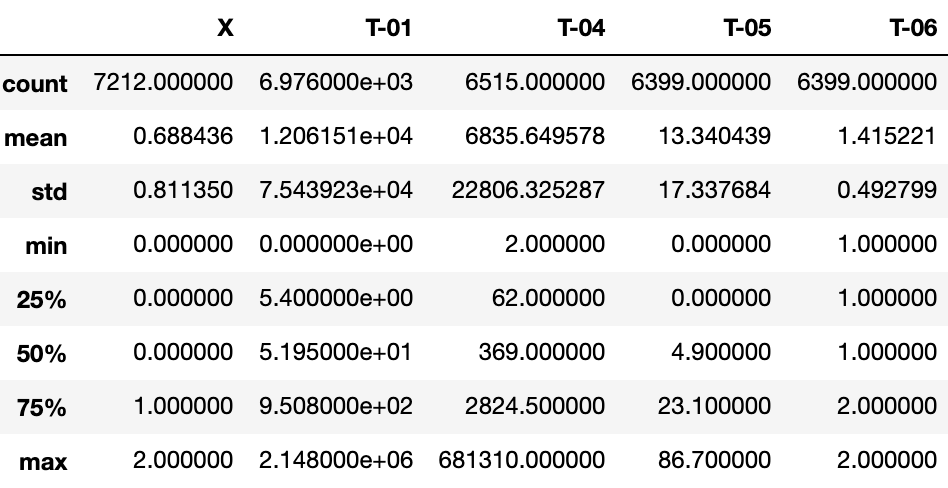 X T-01 T-04 T-05 T-06
count 7212.000000 6.976000e+03 6515.000000 6399.000000 6399.000000
mean 0.688436 1.206151e+04 6835.649578 13.340439 1.415221
std 0.811350 7.543923e+04 22806.325287 17.337684 0.492799
min 0.000000 0.000000e+00 2.000000 0.000000 1.000000
25% 0.000000 5.400000e+00 62.000000 0.000000 1.000000
50% 0.000000 5.195000e+01 369.000000 4.900000 1.000000
75% 1.000000 9.508000e+02 2824.500000 23.100000 2.000000
max 2.000000 2.148000e+06 681310.000000 86.700000 2.000000